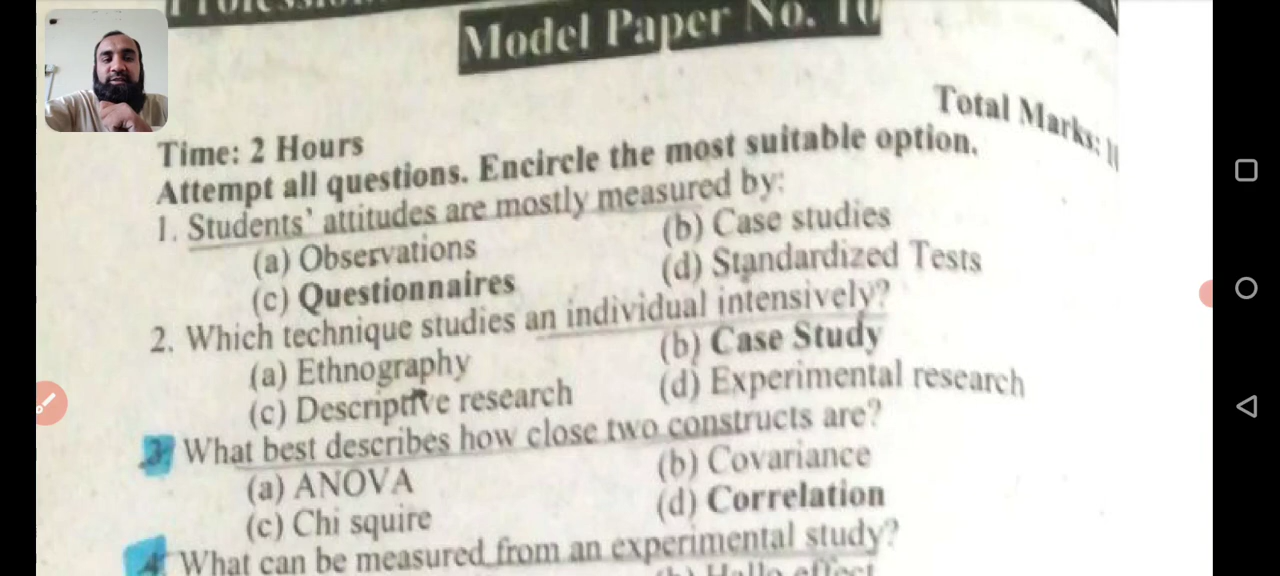 Model Paper No. 10
Total Marks:
Time: 2 Hours
Attempt all questions. Encircle the most suitable option.
1. Students' attitudes are mostly measured by:
(a) Observations (b) Case studies
(c) Questionnaires (d) Standardized Tests
2. Which technique studies an individual intensively?
(a) Ethnography (b) Case Study
(c) Descriptive research (d) Experimental research
3. What best describes how close two constructs are?
(a) ANOVA (b) Covariance
(c) Chi squire (d) Correlation
4. What can be measured from an experimental study?
(b) Hallo effect